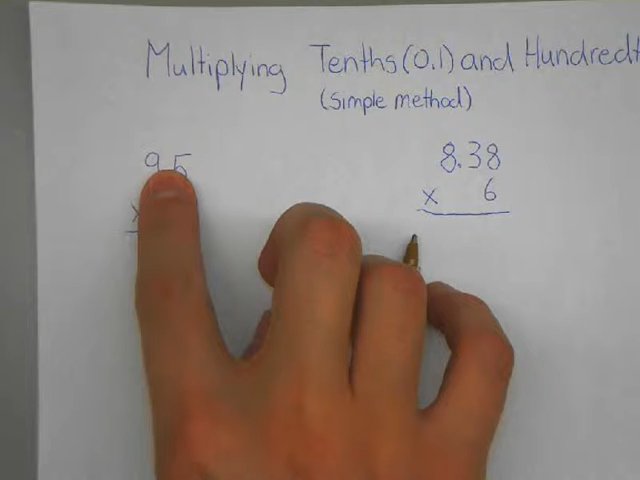 Multiplying Tenths (0.1) and Hundredt
(Simple method)
9.5
x
8.38
x 6